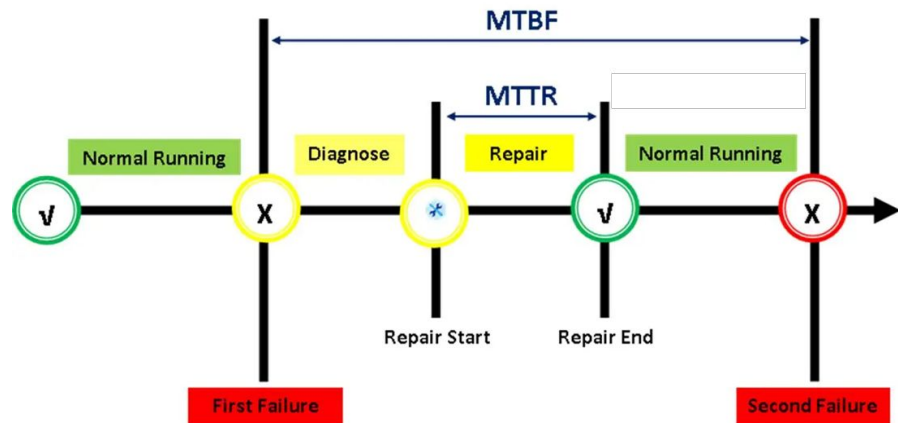 MTBF
MTTR
Normal Running
Diagnose
Repair
Normal Running
√
X
√
X
Repair Start
Repair End
First Failure
Second Failure